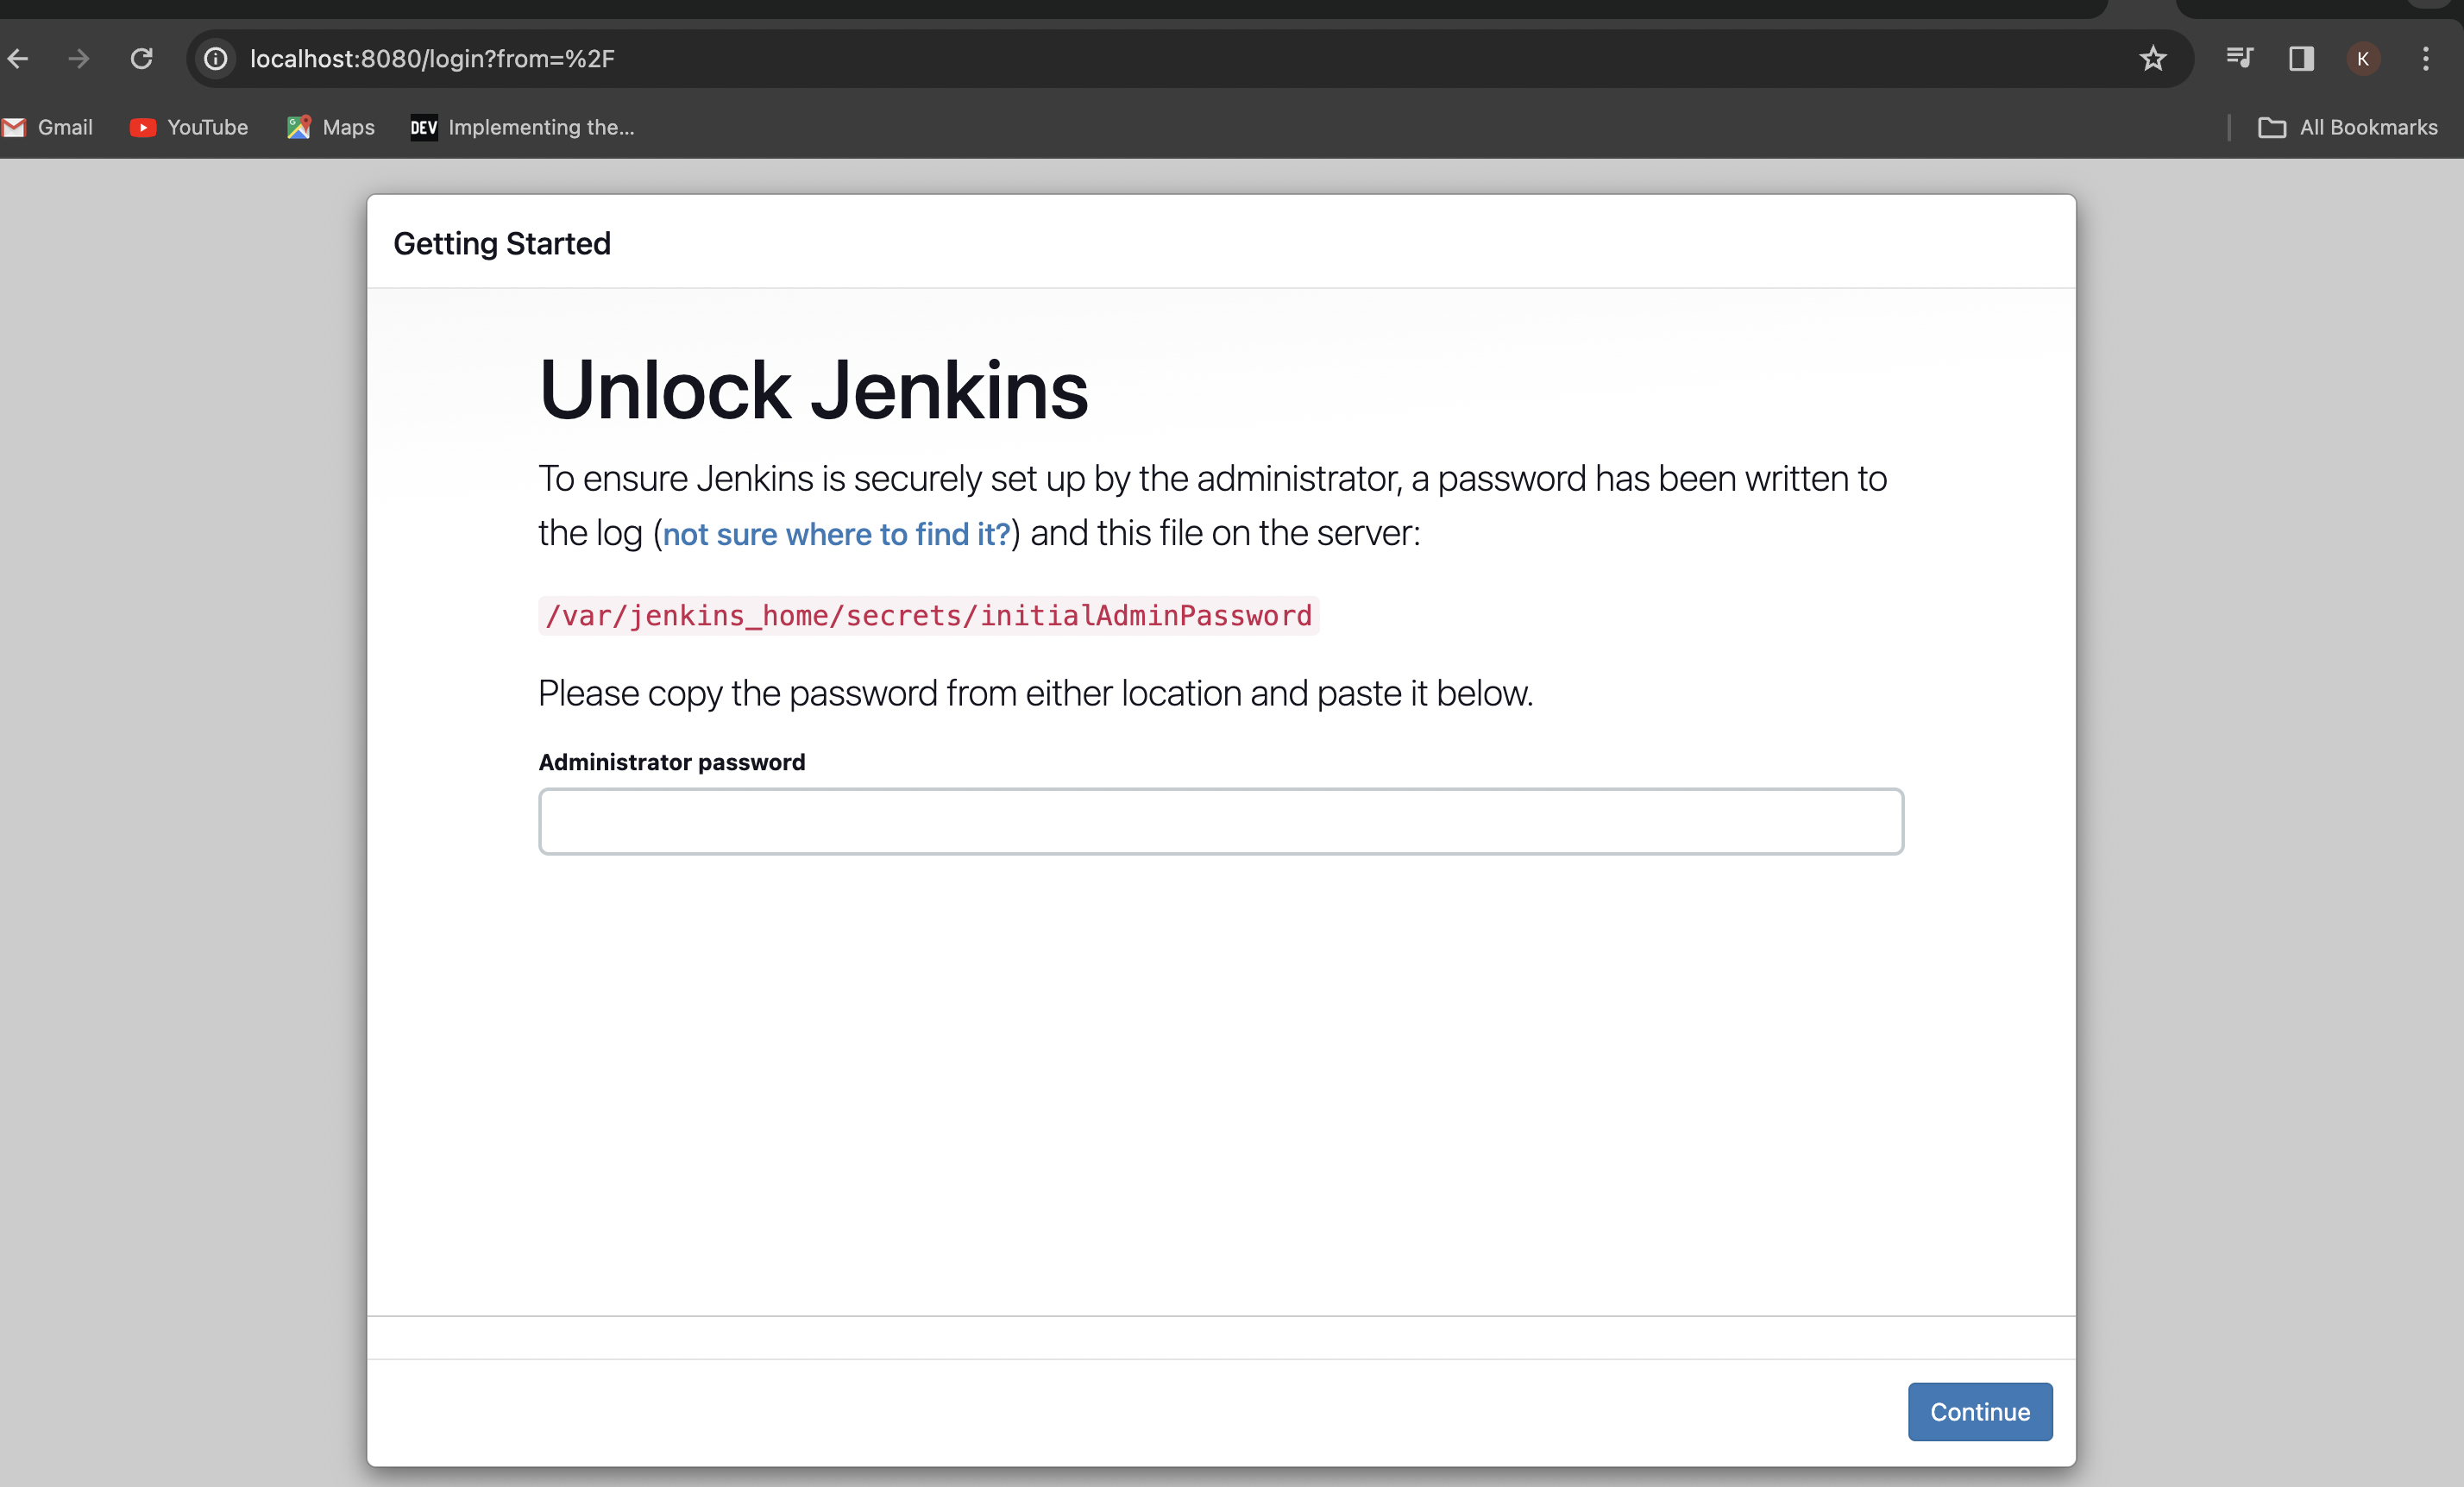 localhost:8080/login?from=%2F
K
Gmail YouTube Maps DEV Implementing the... All Bookmarks
Getting Started
Unlock Jenkins
To ensure Jenkins is securely set up by the administrator, a password has been written to
the log (not sure where to find it?) and this file on the server:
/var/jenkins_home/secrets/initialAdminPassword
Please copy the password from either location and paste it below.
Administrator password
Continue